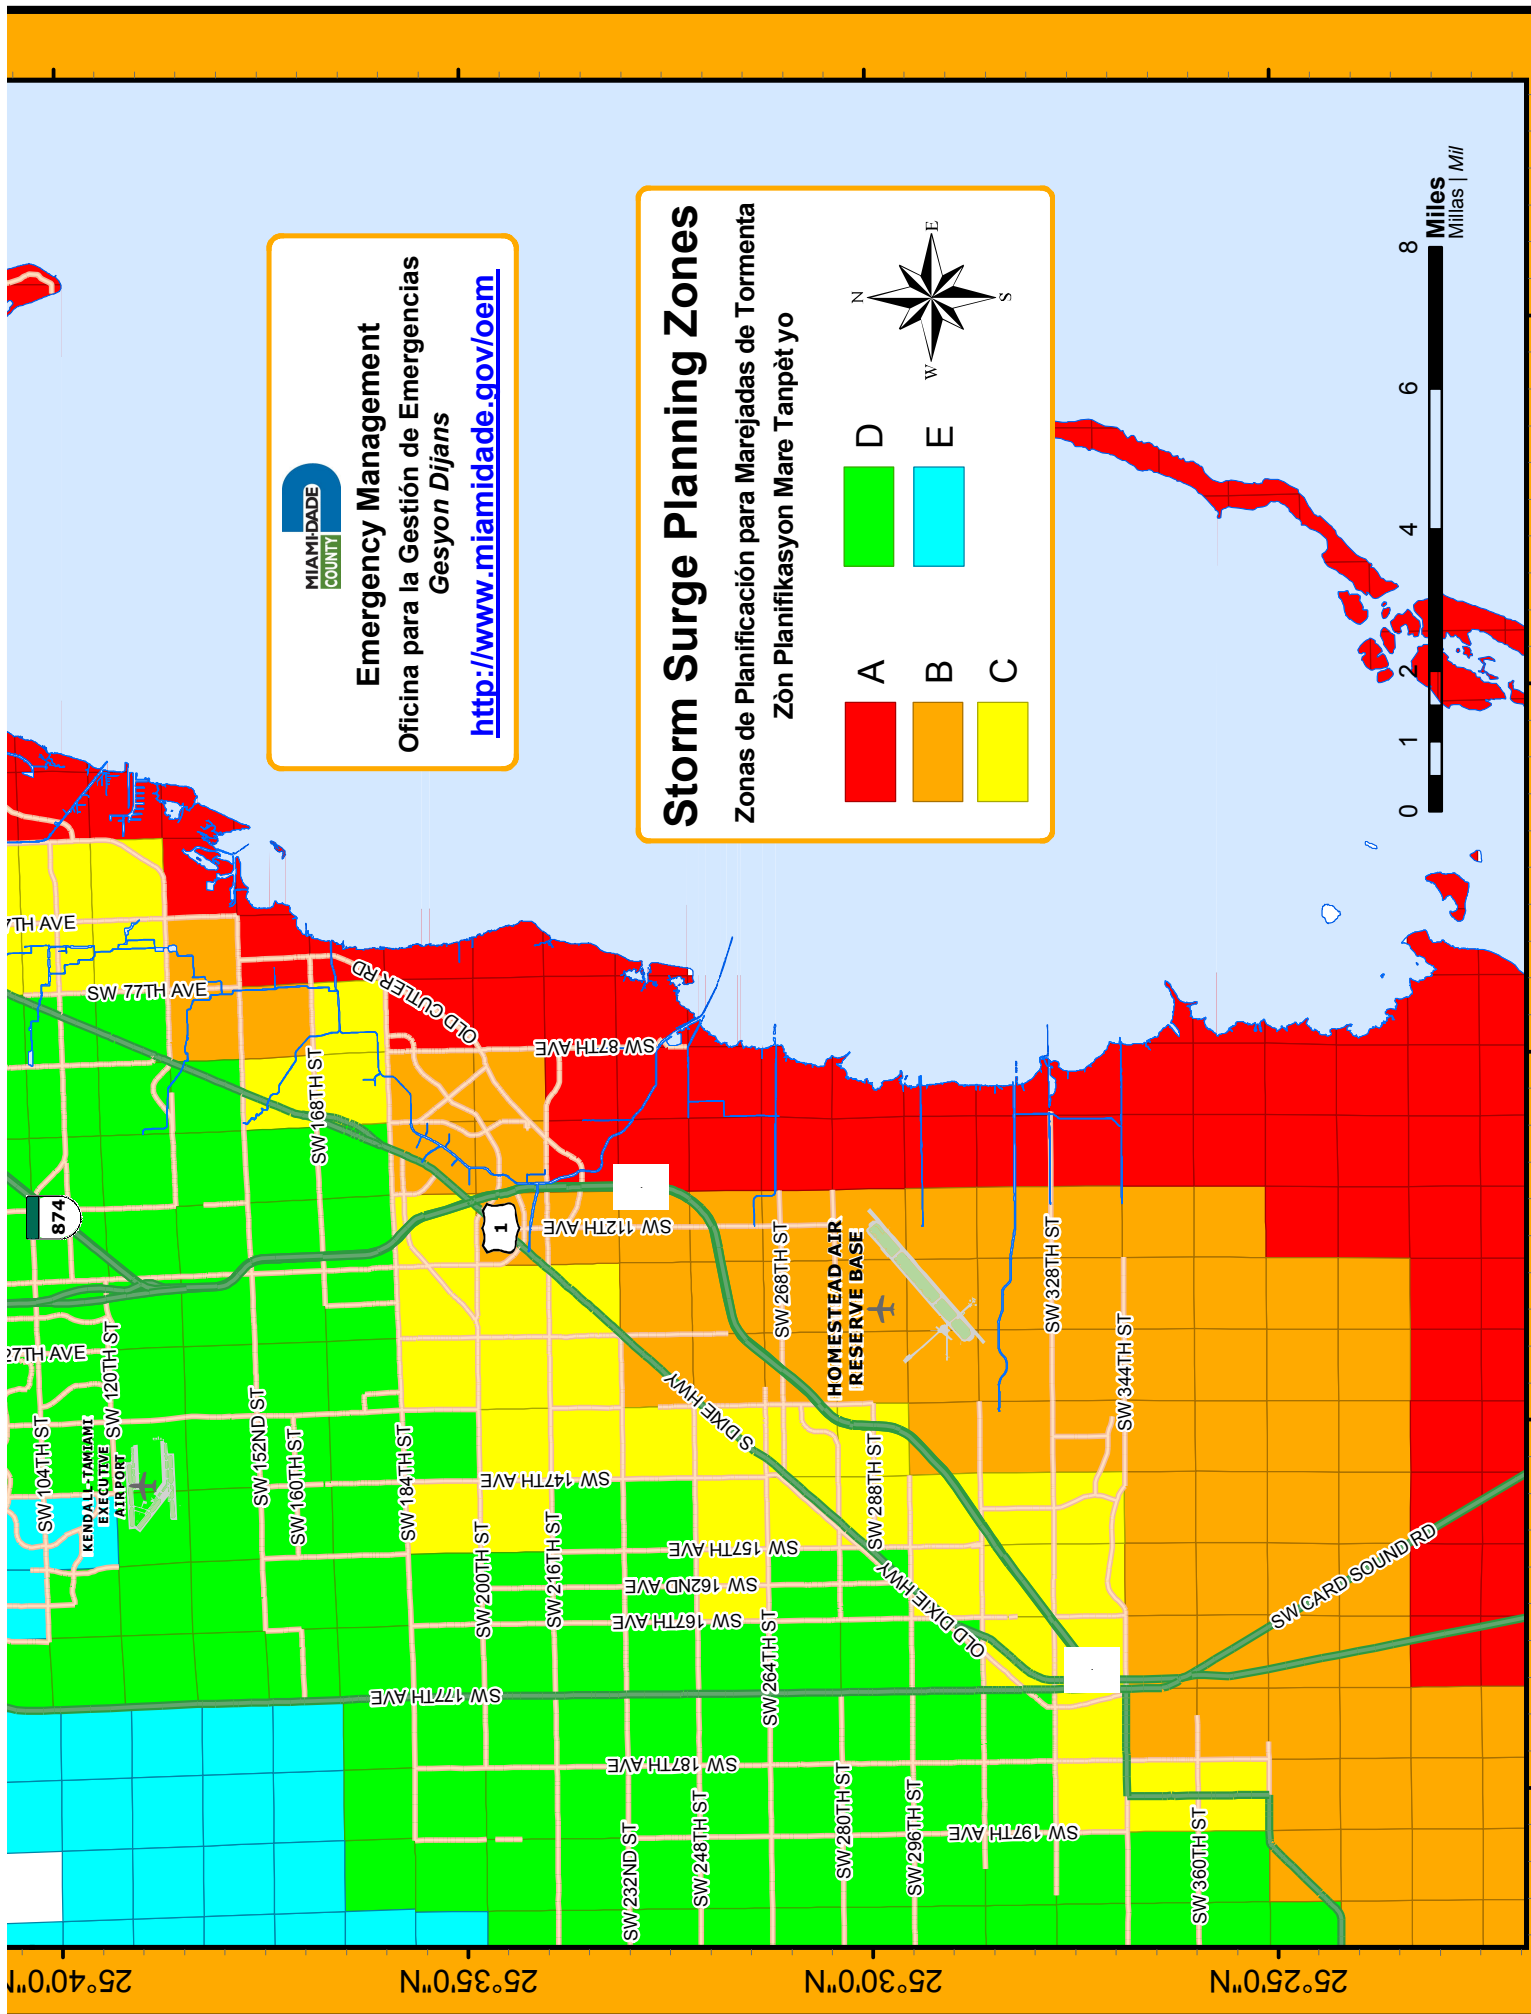 MIAMI-DADE
COUNTY
Emergency Management
Oficina para la Gestión de Emergencias
Gesyon Dijans
http://www.miamidade.gov/oem
Storm Surge Planning Zones
Zonas de Planificación para Marejadas de Tormenta
Zòn Planifikasyon Mare Tanpèt yo
A
B
C
D
E
N
E
S
W
0
1
2
4
6
8
Miles
Millas | Mil
7TH AVE
SW 77TH AVE
OLD CUTLER RD
SW 87TH AVE
SW 168TH ST
874
1
SW 112TH AVE
SW 268TH ST
HOMESTEAD AIR
RESERVE BASE
SW 328TH ST
SW 344TH ST
27TH AVE
SW 120TH ST
SW 104TH ST
KENDALL-TAMIAMI
EXECUTIVE
AIRPORT
SW 152ND ST
SW 160TH ST
SW 184TH ST
SW 147TH AVE
S DIXIE HWY
SW 200TH ST
SW 216TH ST
SW 157TH AVE
SW 162ND AVE
SW 167TH AVE
SW 288TH ST
OLD DIXIE HWY
SW 264TH ST
SW CARD SOUND RD
SW 177TH AVE
SW 187TH AVE
SW 197TH AVE
SW 232ND ST
SW 248TH ST
SW 280TH ST
SW 296TH ST
SW 360TH ST
25°40'0"N
25°35'0"N
25°30'0"N
25°25'0"N